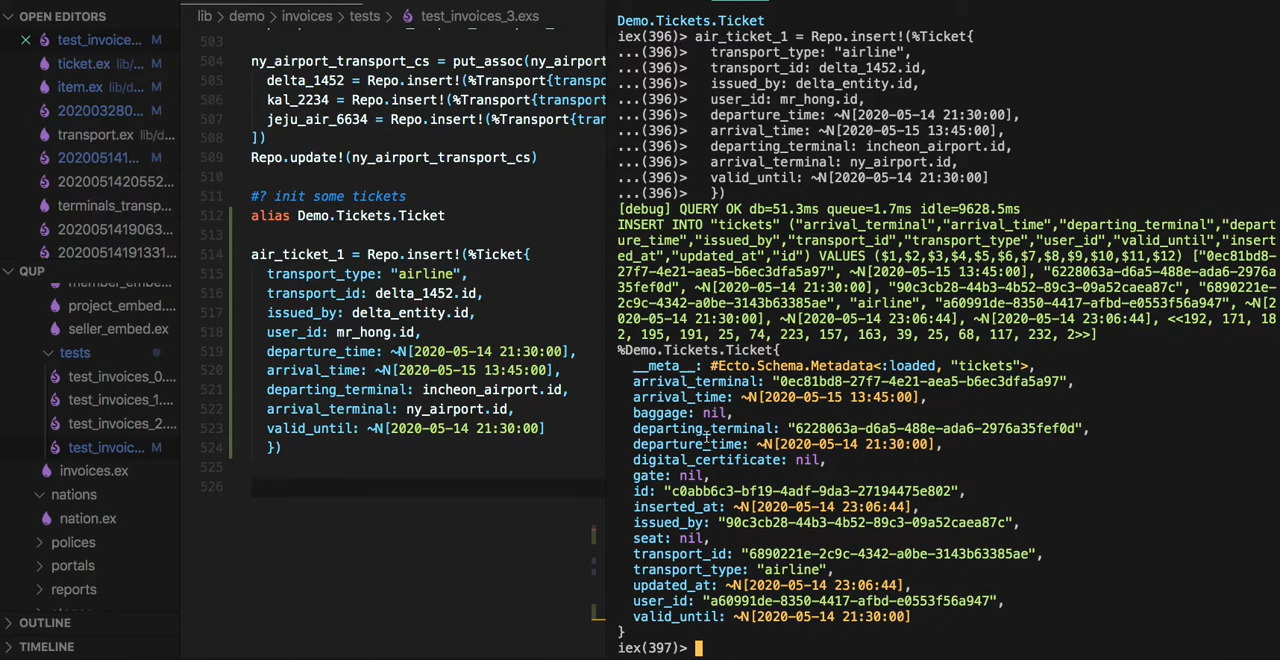 OPEN EDITORS
test_invoice... M
ticket.ex lib/...
item.ex lib/d...
202003280... M
transport.ex lib/d...
202005141... M
2020051420552...
terminals_transp...
2020051419063...
2020051419133l...
QUP
member_embe...
project_embed....
seller_embed.ex
tests
test_invoices_0....
test_invoices_1....
test_invoices_2....
test_invoic... M
invoices.ex
nations
nation.ex
polices
portals
reports
OUTLINE
TIMELINE
lib > demo > invoices > tests > test_invoices_3.exs
503
504 ny_airport_transport_cs = put_assoc(ny_airpor
505 delta_1452 = Repo.insert!(%Transport{transp
506 kal_2234 = Repo.insert!(%Transport{transpo
507 jeju_air_6634 = Repo.insert!(%Transport{tra
508 ])
509 Repo.update!(ny_airport_transport_cs)
510
511 #? init some tickets
512 alias Demo.Tickets.Ticket
513
514 air_ticket_1 = Repo.insert!(%Ticket{
515 transport_type: "airline",
516 transport_id: delta_1452.id,
517 issued_by: delta_entity.id,
518 user_id: mr_hong.id,
519 departure_time: ~N[2020-05-14 21:30:00],
520 arrival_time: ~N[2020-05-15 13:45:00],
521 departing_terminal: incheon_airport.id,
522 arrival_terminal: ny_airport.id,
523 valid_until: ~N[2020-05-14 21:30:00]
524 })
525
526
Demo.Tickets.Ticket
iex(396)> air_ticket_1 = Repo.insert!(%Ticket{
...(396)> transport_type: "airline",
...(396)> transport_id: delta_1452.id,
...(396)> issued_by: delta_entity.id,
...(396)> user_id: mr_hong.id,
...(396)> departure_time: ~N[2020-05-14 21:30:00],
...(396)> arrival_time: ~N[2020-05-15 13:45:00],
...(396)> departing_terminal: incheon_airport.id,
...(396)> arrival_terminal: ny_airport.id,
...(396)> valid_until: ~N[2020-05-14 21:30:00]
...(396)> })
[debug] QUERY OK db=51.3ms queue=1.7ms idle=9628.5ms
INSERT INTO "tickets" ("arrival_terminal","arrival_time","departing_terminal","depart
ure_time","issued_by","transport_id","transport_type","user_id","valid_until","insert
ed_at","updated_at","id") VALUES ($1,$2,$3,$4,$5,$6,$7,$8,$9,$10,$11,$12) ["0ec81bd8-
27f7-4e21-aea5-b6ec3dfa5a97", ~N[2020-05-15 13:45:00], "6228063a-d6a5-488e-ada6-2976a
35fef0d", ~N[2020-05-14 21:30:00], "90c3cb28-44b3-4b52-89c3-09a52caea87c", "6890221e-
2c9c-4342-a0be-3143b63385ae", "airline", "a60991de-8350-4417-afbd-e0553f56a947", ~N[2
020-05-14 21:30:00], ~N[2020-05-14 23:06:44], ~N[2020-05-14 23:06:44], <<192, 171, 18
2, 195, 191, 25, 74, 223, 157, 163, 39, 25, 68, 117, 232, 2>>]
%Demo.Tickets.Ticket{
__meta__: #Ecto.Schema.Metadata<:loaded, "tickets">,
arrival_terminal: "0ec81bd8-27f7-4e21-aea5-b6ec3dfa5a97",
arrival_time: ~N[2020-05-15 13:45:00],
baggage: nil,
departing_terminal: "6228063a-d6a5-488e-ada6-2976a35fef0d",
departure_time: ~N[2020-05-14 21:30:00],
digital_certificate: nil,
gate: nil,
id: "c0abb6c3-bf19-4adf-9da3-27194475e802",
inserted_at: ~N[2020-05-14 23:06:44],
issued_by: "90c3cb28-44b3-4b52-89c3-09a52caea87c",
seat: nil,
transport_id: "6890221e-2c9c-4342-a0be-3143b63385ae",
transport_type: "airline",
updated_at: ~N[2020-05-14 23:06:44],
user_id: "a60991de-8350-4417-afbd-e0553f56a947",
valid_until: ~N[2020-05-14 21:30:00]
}
iex(397)>